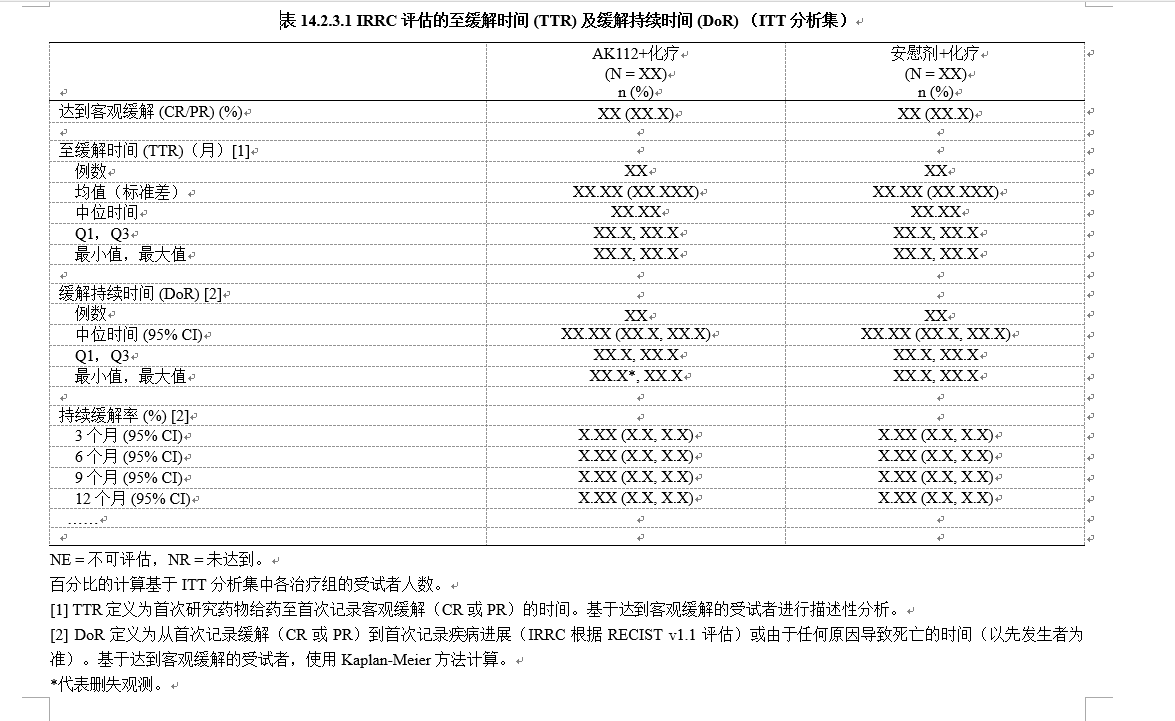 表 14.2.3.1 IRRC 评估的至缓解时间 (TTR) 及缓解持续时间 (DoR) （ITT 分析集）
AK112+化疗 安慰剂+化疗
(N = XX) (N = XX)
n (%) n (%)
达到客观缓解 (CR/PR) (%) XX (XX.X) XX (XX.X)
至缓解时间 (TTR)（月）[1]
例数 XX XX
均值（标准差） XX.XX (XX.XXX) XX.XX (XX.XXX)
中位时间 XX.XX XX.XX
Q1，Q3 XX.X, XX.X XX.X, XX.X
最小值，最大值 XX.X, XX.X XX.X, XX.X
缓解持续时间 (DoR) [2]
例数 XX XX
中位时间 (95% CI) XX.XX (XX.X, XX.X) XX.XX (XX.X, XX.X)
Q1，Q3 XX.X, XX.X XX.X, XX.X
最小值，最大值 XX.X*, XX.X XX.X, XX.X
持续缓解率 (%) [2]
3 个月 (95% CI) X.XX (X.X, X.X) X.XX (X.X, X.X)
6 个月 (95% CI) X.XX (X.X, X.X) X.XX (X.X, X.X)
9 个月 (95% CI) X.XX (X.X, X.X) X.XX (X.X, X.X)
12 个月 (95% CI) X.XX (X.X, X.X) X.XX (X.X, X.X)
……
NE = 不可评估，NR = 未达到。
百分比的计算基于 ITT 分析集中各治疗组的受试者人数。
[1] TTR 定义为首次研究药物给药至首次记录客观缓解（CR 或 PR）的时间。基于达到客观缓解的受试者进行描述性分析。
[2] DoR 定义为从首次记录缓解（CR 或 PR）到首次记录疾病进展（IRRC 根据 RECIST v1.1 评估）或由于任何原因导致死亡的时间（以先发生者为
准）。基于达到客观缓解的受试者，使用 Kaplan-Meier 方法计算。
*代表删失观测。